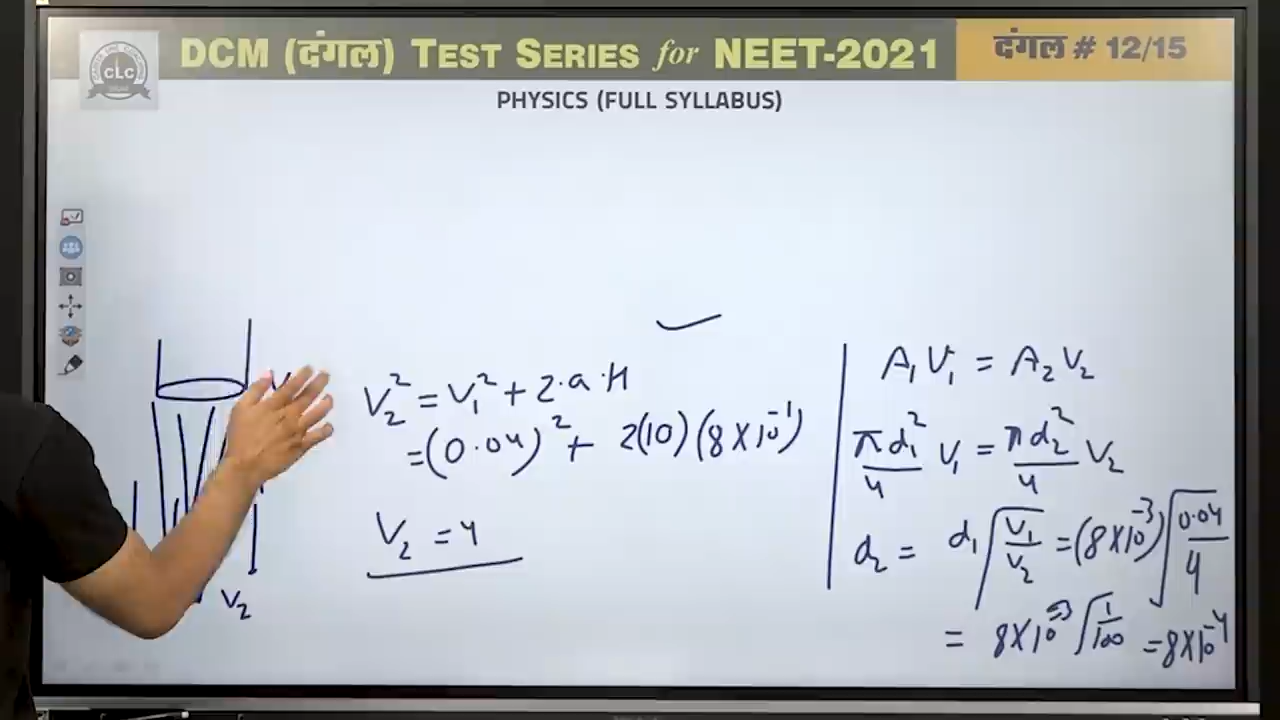 DCM (दंगल) TEST SERIES for NEET-2021
दंगल # 12/15
CLC
PHYSICS (FULL SYLLABUS)
V₂² = V₁² + 2·a·H
= (0.04)² + 2(10)(8×10⁻¹)
V₂ = 4
V₂
A₁V₁ = A₂V₂
πd₁²/4 V₁ = πd₂²/4 V₂
d₂ = d₁√(V₁/V₂) = (8×10⁻³)√(0.04/4)
= 8×10⁻³√(1/100) = 8×10⁻⁴